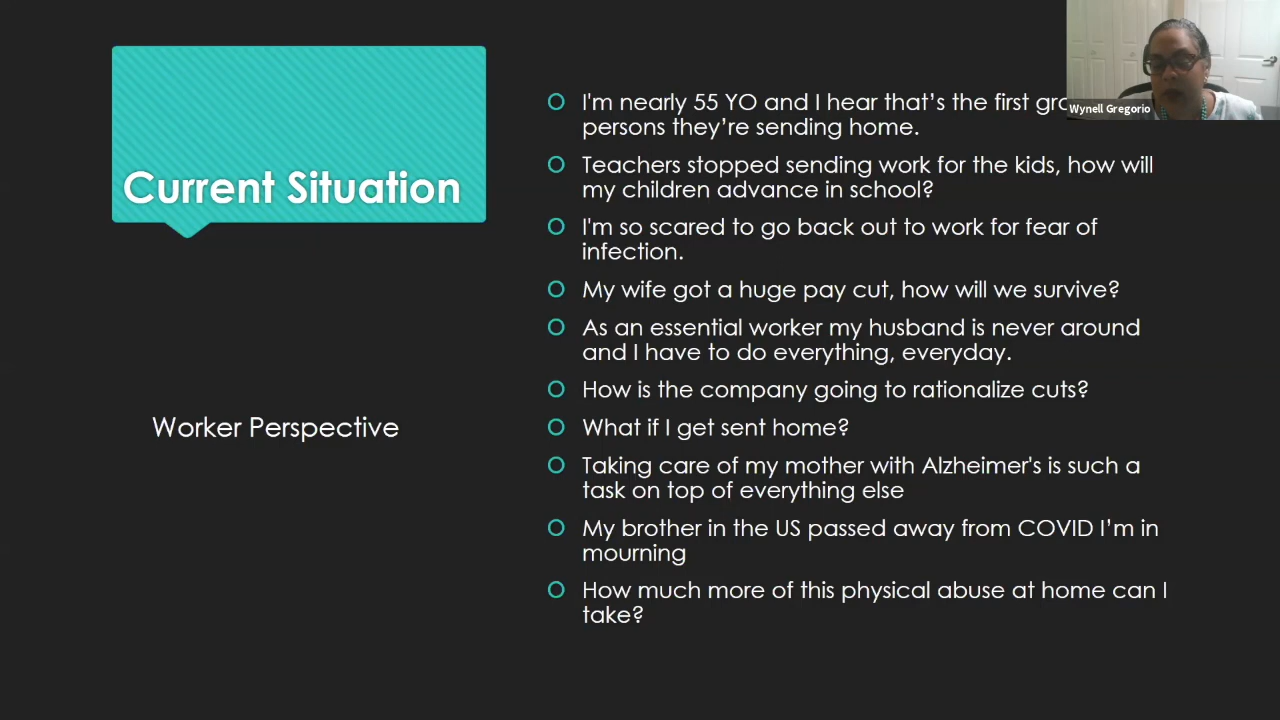 Current Situation
Worker Perspective
I'm nearly 55 YO and I hear that's the first
persons they're sending home.
Teachers stopped sending work for the kids, how will
my children advance in school?
I'm so scared to go back out to work for fear of
infection.
My wife got a huge pay cut, how will we survive?
As an essential worker my husband is never around
and I have to do everything, everyday.
How is the company going to rationalize cuts?
What if I get sent home?
Taking care of my mother with Alzheimer's is such a
task on top of everything else
My brother in the US passed away from COVID I'm in
mourning
How much more of this physical abuse at home can I
take?
Wynell Gregorio